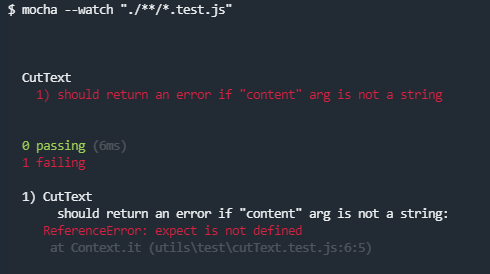 $ mocha --watch "./**/*.test.js"
CutText
1) should return an error if "content" arg is not a string
0 passing (6ms)
1 failing
1) CutText
should return an error if "content" arg is not a string:
ReferenceError: expect is not defined
at Context.it (utils\test\cutText.test.js:6:5)